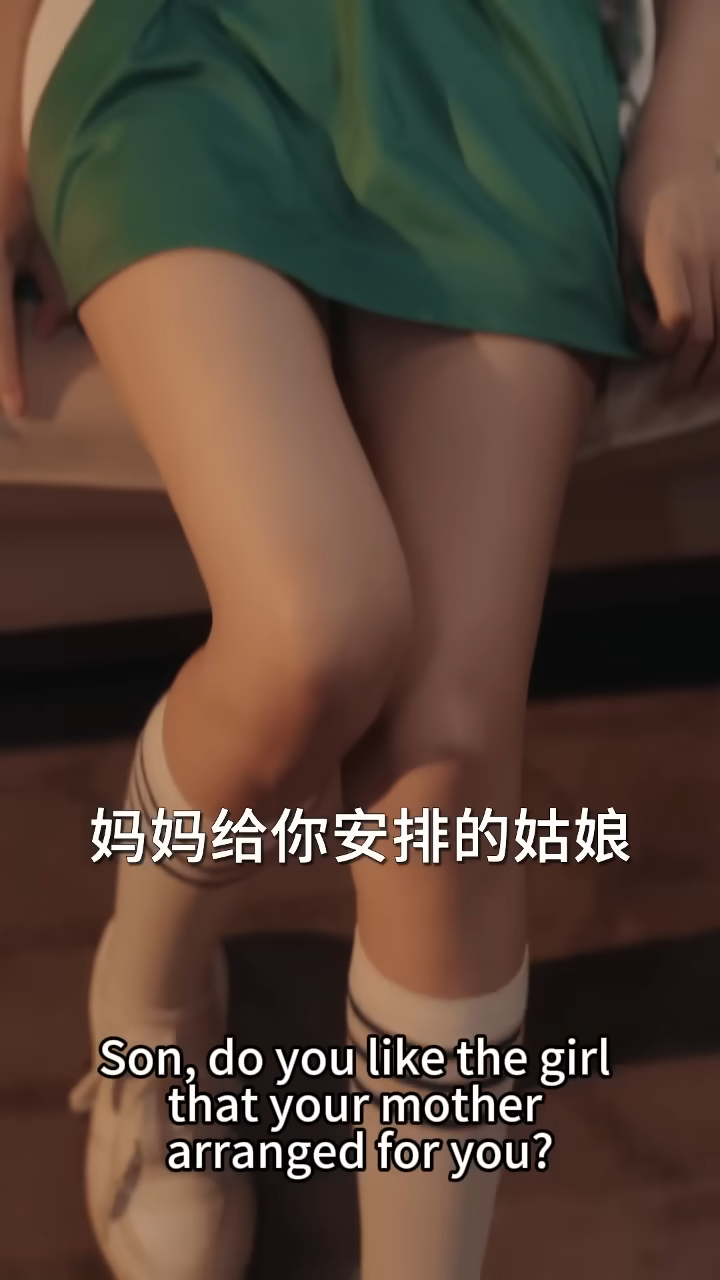 妈妈给你安排的姑娘
Son, do you like the girl
that your mother
arranged for you?